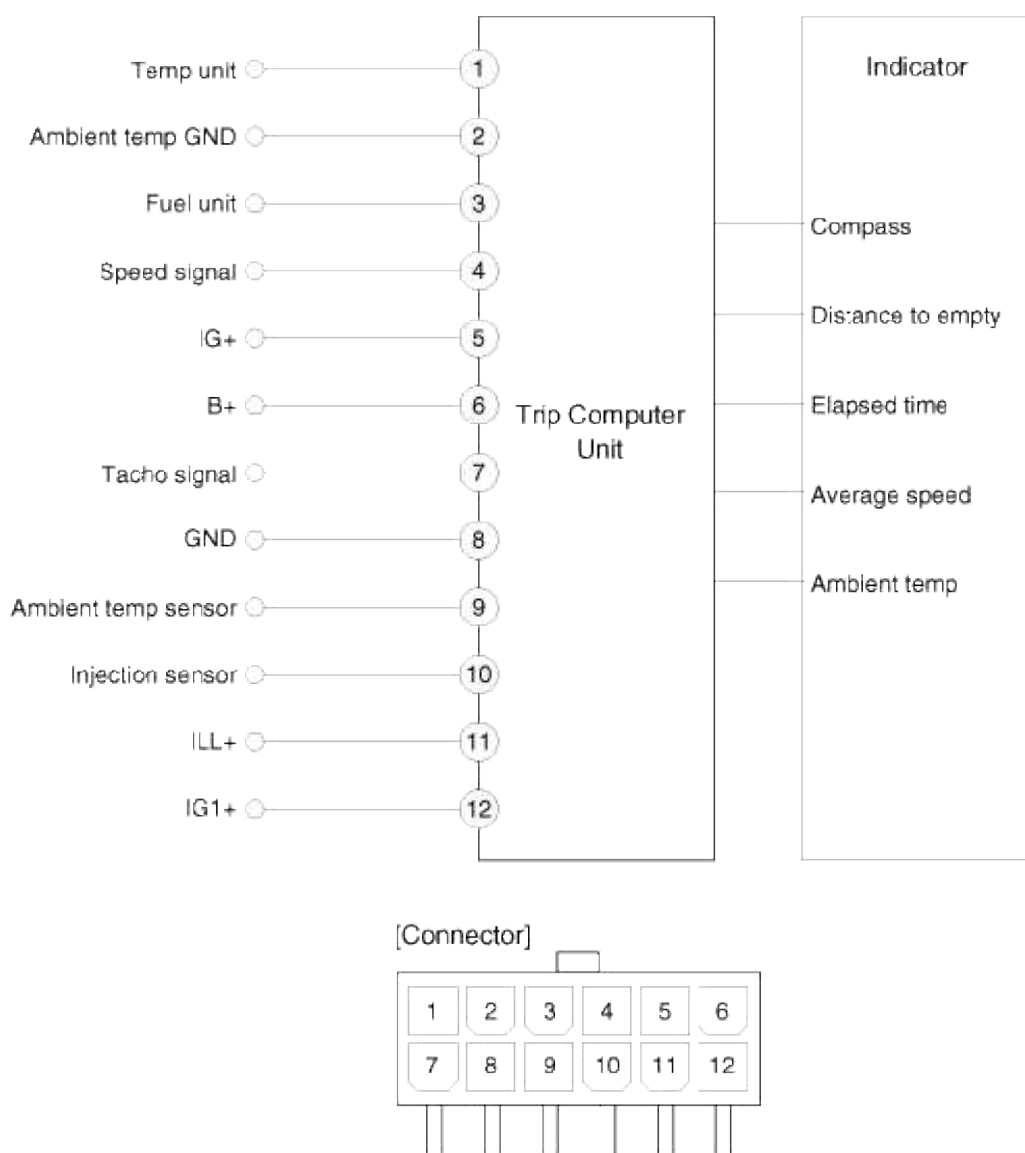 Indicator
Temp unit 1
Ambient temp GND 2
Fuel unit 3
Compass
Speed signal 4
Distance to empty
IG+ 5
B+ 6
Elapsed time
Trip Computer
Unit
Tacho signal 7
Average speed
GND 8
Ambient temp
Ambient temp sensor 9
Injection sensor 10
ILL+ 11
IG1+ 12
[Connector]
1 2 3 4 5 6
7 8 9 10 11 12